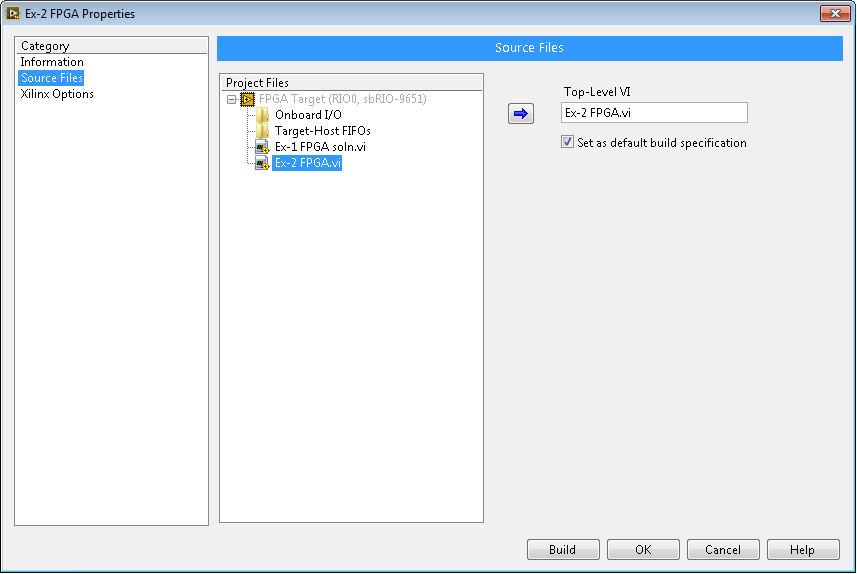 Ex-2 FPGA Properties
Category
Information
Source Files
Xilinx Options
Source Files
Project Files
FPGA Target (RIO0, sbRIO-9651)
Onboard I/O
Target-Host FIFOs
Ex-1 FPGA soln.vi
Ex-2 FPGA.vi
Top-Level VI
Ex-2 FPGA.vi
Set as default build specification
Build
OK
Cancel
Help